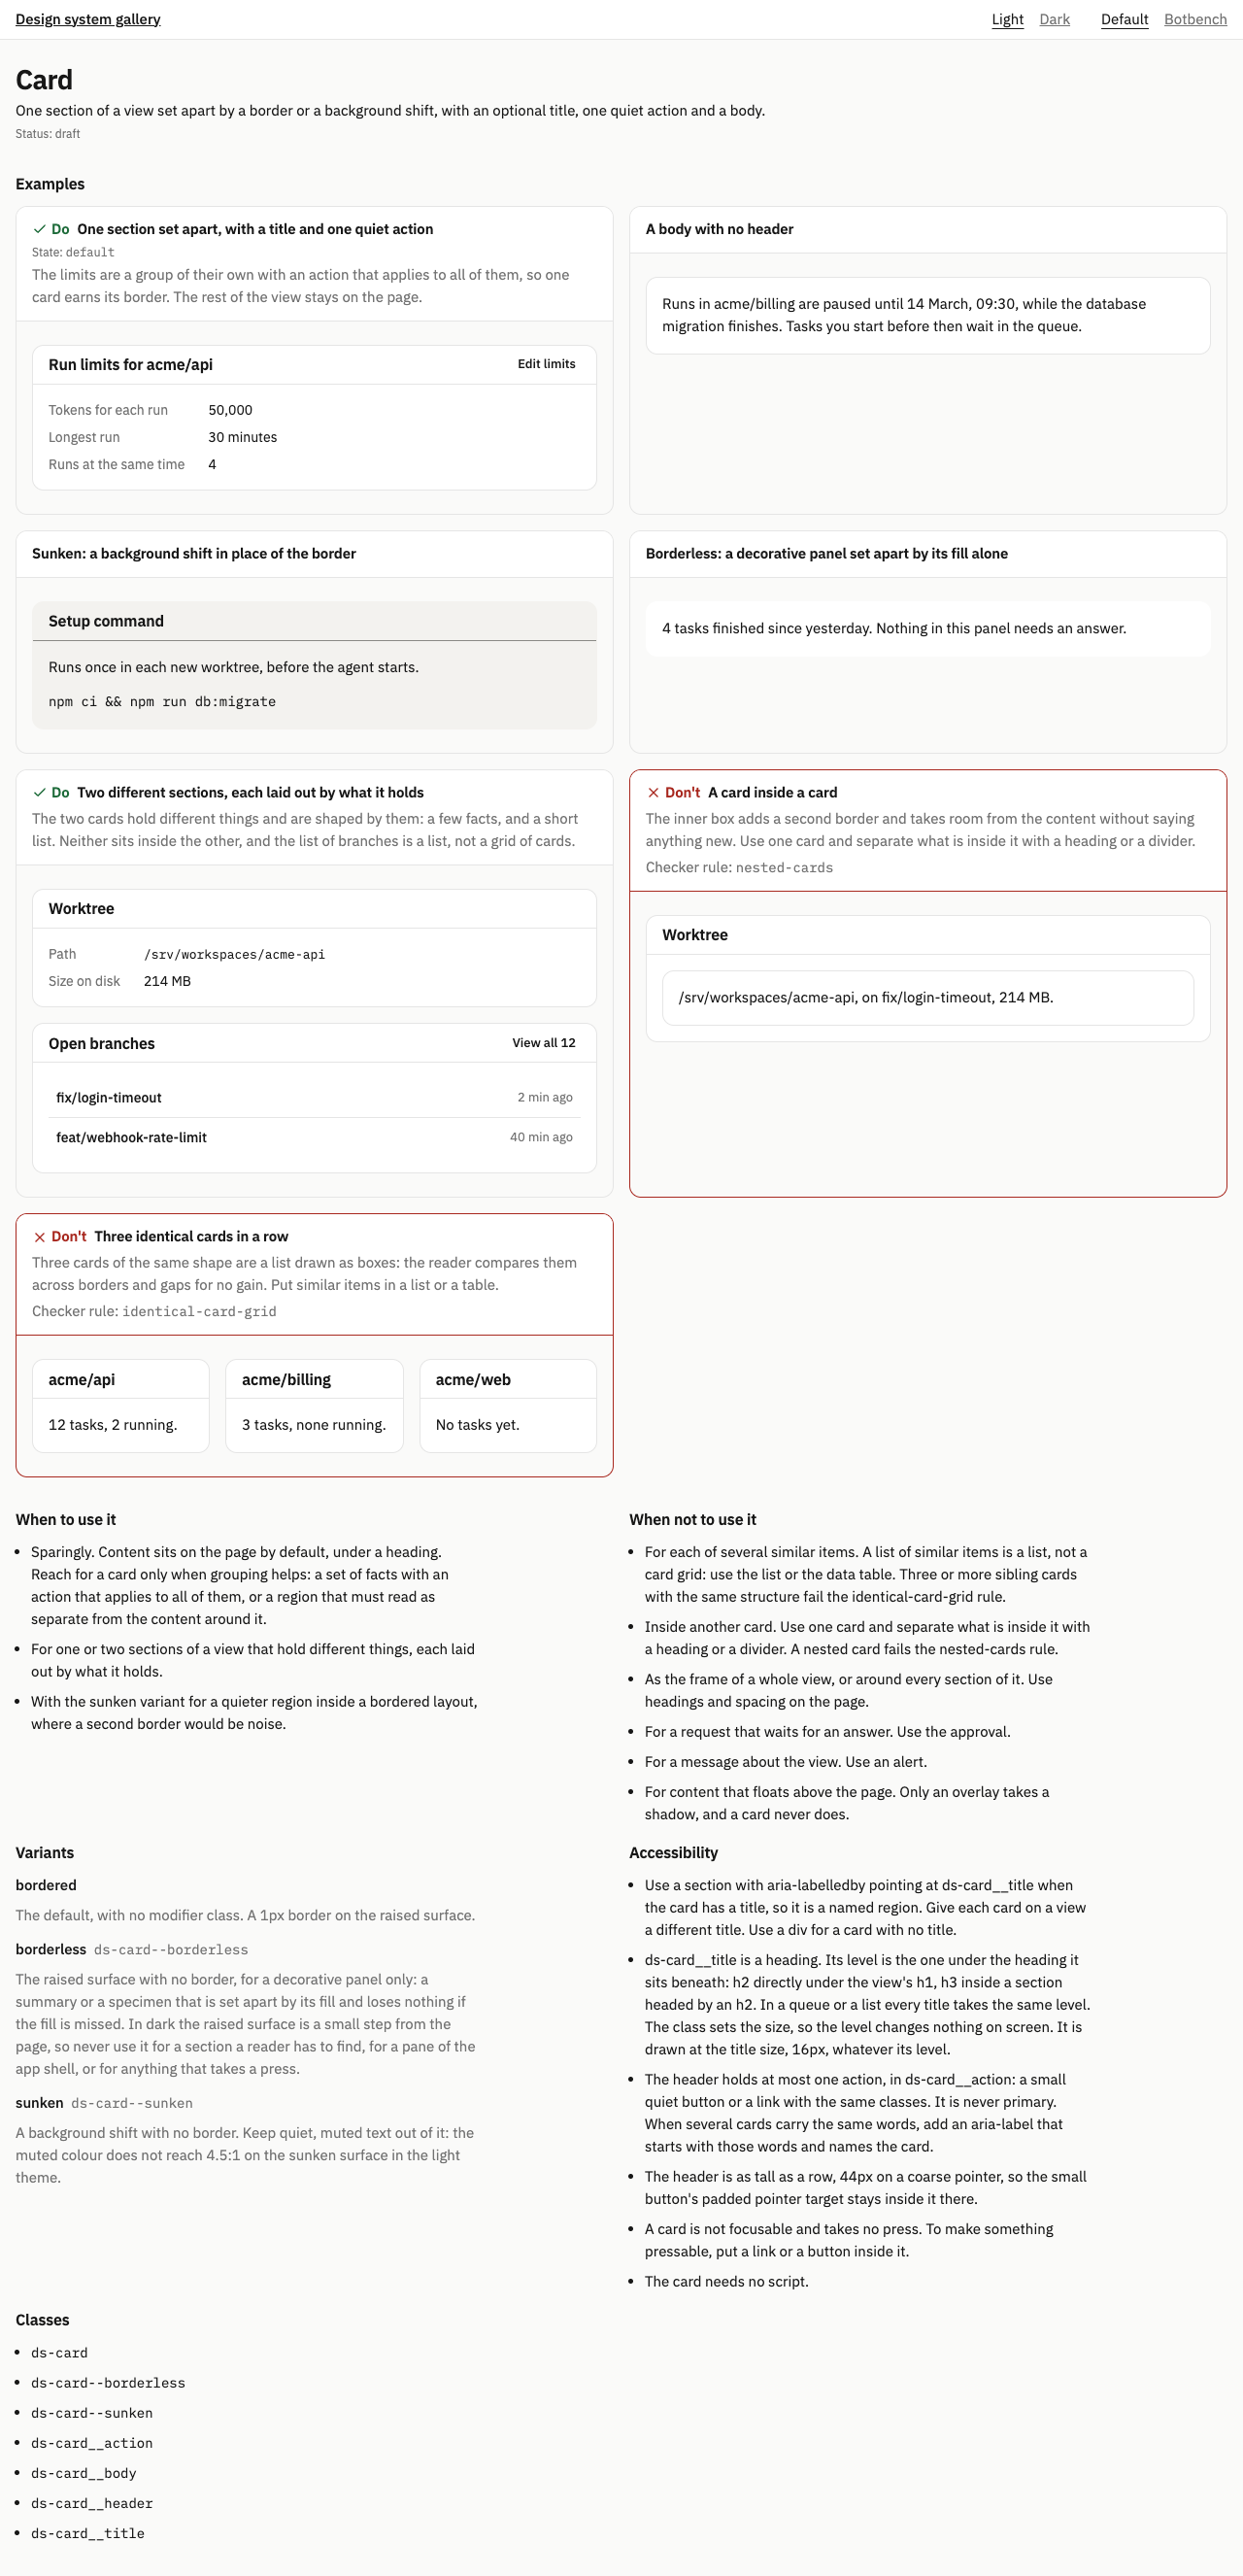 Design system gallery
Light Dark Default Botbench
Card
One section of a view set apart by a border or a background shift, with an optional title, one quiet action and a body.
Status: draft
Examples
Do One section set apart, with a title and one quiet action
State: default
The limits are a group of their own with an action that applies to all of them, so one
card earns its border. The rest of the view stays on the page.
Run limits for acme/api
Edit limits
Tokens for each run 50,000
Longest run 30 minutes
Runs at the same time 4
A body with no header
Runs in acme/billing are paused until 14 March, 09:30, while the database
migration finishes. Tasks you start before then wait in the queue.
Sunken: a background shift in place of the border
Setup command
Runs once in each new worktree, before the agent starts.
npm ci && npm run db:migrate
Borderless: a decorative panel set apart by its fill alone
4 tasks finished since yesterday. Nothing in this panel needs an answer.
Do Two different sections, each laid out by what it holds
The two cards hold different things and are shaped by them: a few facts, and a short
list. Neither sits inside the other, and the list of branches is a list, not a grid of cards.
Worktree
Path /srv/workspaces/acme-api
Size on disk 214 MB
Open branches
View all 12
fix/login-timeout 2 min ago
feat/webhook-rate-limit 40 min ago
Don't A card inside a card
The inner box adds a second border and takes room from the content without saying
anything new. Use one card and separate what is inside it with a heading or a divider.
Checker rule: nested-cards
Worktree
/srv/workspaces/acme-api, on fix/login-timeout, 214 MB.
Don't Three identical cards in a row
Three cards of the same shape are a list drawn as boxes: the reader compares them
across borders and gaps for no gain. Put similar items in a list or a table.
Checker rule: identical-card-grid
acme/api
12 tasks, 2 running.
acme/billing
3 tasks, none running.
acme/web
No tasks yet.
When to use it
Sparingly. Content sits on the page by default, under a heading.
Reach for a card only when grouping helps: a set of facts with an
action that applies to all of them, or a region that must read as
separate from the content around it.
For one or two sections of a view that hold different things, each laid
out by what it holds.
With the sunken variant for a quieter region inside a bordered layout,
where a second border would be noise.
When not to use it
For each of several similar items. A list of similar items is a list, not a
card grid: use the list or the data table. Three or more sibling cards
with the same structure fail the identical-card-grid rule.
Inside another card. Use one card and separate what is inside it with
a heading or a divider. A nested card fails the nested-cards rule.
As the frame of a whole view, or around every section of it. Use
headings and spacing on the page.
For a request that waits for an answer. Use the approval.
For a message about the view. Use an alert.
For content that floats above the page. Only an overlay takes a
shadow, and a card never does.
Variants
bordered
The default, with no modifier class. A 1px border on the raised surface.
borderless ds-card--borderless
The raised surface with no border, for a decorative panel only: a
summary or a specimen that is set apart by its fill and loses nothing if
the fill is missed. In dark the raised surface is a small step from the
page, so never use it for a section a reader has to find, for a pane of the
app shell, or for anything that takes a press.
sunken ds-card--sunken
A background shift with no border. Keep quiet, muted text out of it: the
muted colour does not reach 4.5:1 on the sunken surface in the light
theme.
Accessibility
Use a section with aria-labelledby pointing at ds-card__title when
the card has a title, so it is a named region. Give each card on a view
a different title. Use a div for a card with no title.
ds-card__title is a heading. Its level is the one under the heading it
sits beneath: h2 directly under the view's h1, h3 inside a section
headed by an h2. In a queue or a list every title takes the same level.
The class sets the size, so the level changes nothing on screen. It is
drawn at the title size, 16px, whatever its level.
The header holds at most one action, in ds-card__action: a small
quiet button or a link with the same classes. It is never primary.
When several cards carry the same words, add an aria-label that
starts with those words and names the card.
The header is as tall as a row, 44px on a coarse pointer, so the small
button's padded pointer target stays inside it there.
A card is not focusable and takes no press. To make something
pressable, put a link or a button inside it.
The card needs no script.
Classes
ds-card
ds-card--borderless
ds-card--sunken
ds-card__action
ds-card__body
ds-card__header
ds-card__title